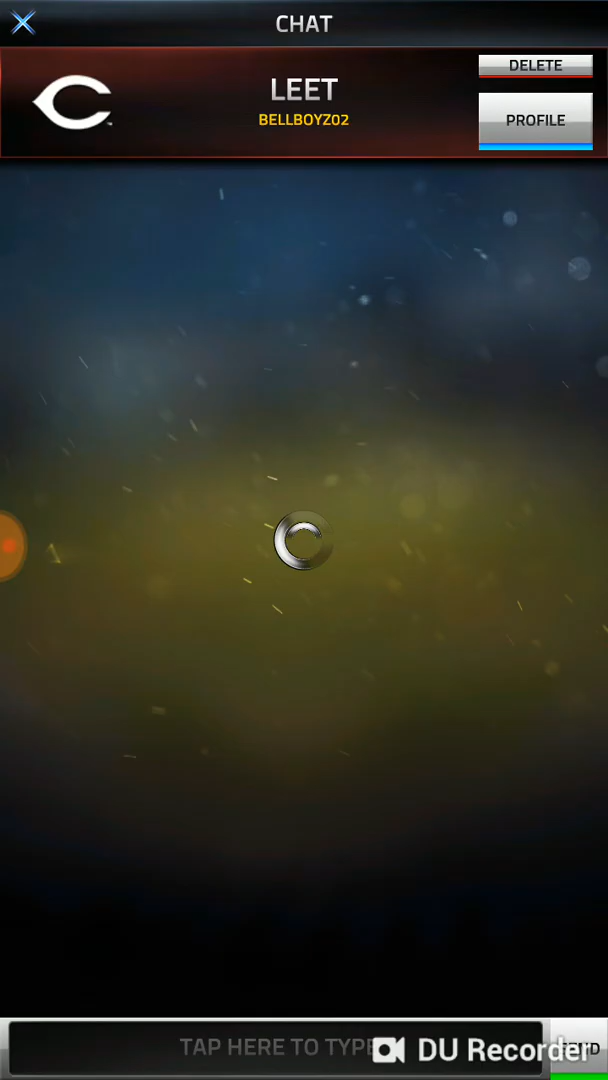 CHAT
LEET
BELLBOYZ02
DELETE
PROFILE
TAP HERE TO TYPE
DU Recorder